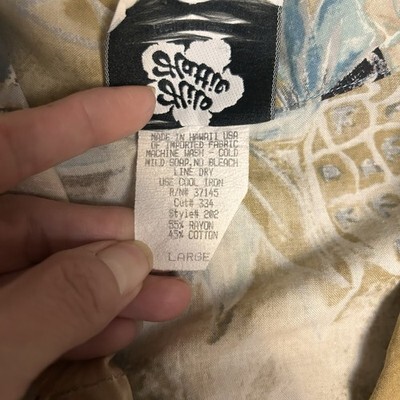 MADE IN HAWAII USA
OF IMPORTED FABRIC
MACHINE WASH - COLD
MILD SOAP,NO BLEACH
LINE DRY
USE COOL IRON
R/N# 37145
Cut# 334
Style# 202
55% RAYON
45% COTTON
LARGE